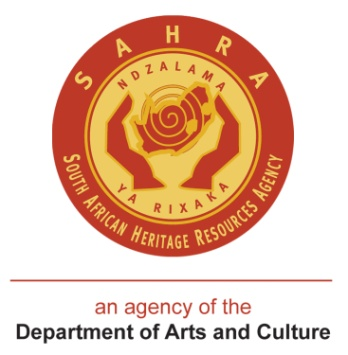 SAHRA
NDZALAMA
YA RIXAKA
SOUTH AFRICAN HERITAGE RESOURCES AGENCY
an agency of the
Department of Arts and Culture